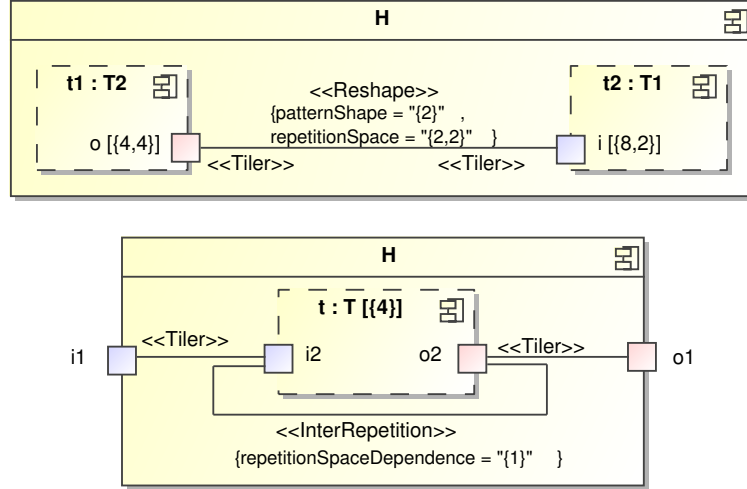 H
t1 : T2
<<Reshape>>
t2 : T1
{patternShape = "{2}" ,
repetitionSpace = "{2,2}" }
o [{4,4}]
i [{8,2}]
<<Tiler>>
<<Tiler>>
H
t : T [{4}]
<<Tiler>>
<<Tiler>>
i1
i2
o2
o1
<<InterRepetition>>
{repetitionSpaceDependence = "{1}" }